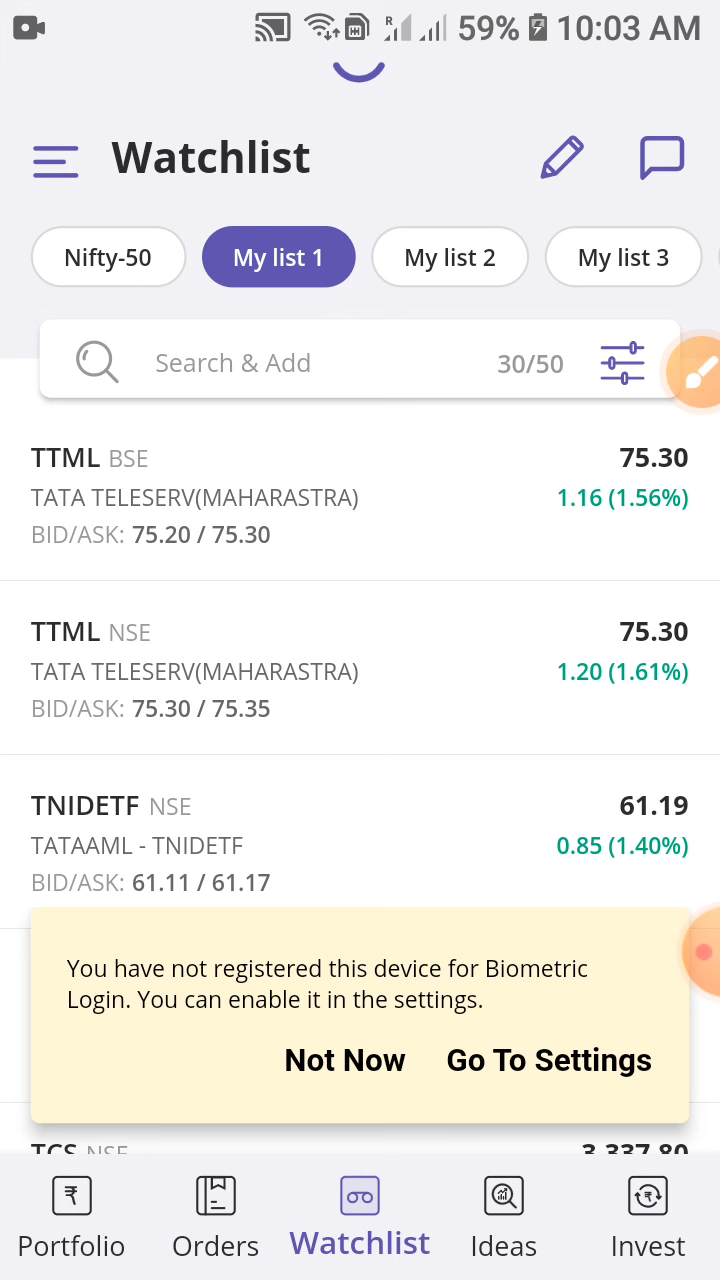 R 59% 10:03 AM
Watchlist
Nifty-50 My list 1 My list 2 My list 3
Search & Add 30/50
TTML BSE 75.30
TATA TELESERV(MAHARASTRA) 1.16 (1.56%)
BID/ASK: 75.20 / 75.30
TTML NSE 75.30
TATA TELESERV(MAHARASTRA) 1.20 (1.61%)
BID/ASK: 75.30 / 75.35
TNIDETF NSE 61.19
TATAAML - TNIDETF 0.85 (1.40%)
BID/ASK: 61.11 / 61.17
You have not registered this device for Biometric
Login. You can enable it in the settings.
Not Now Go To Settings
TCS NSE 3,337.80
Portfolio Orders Watchlist Ideas Invest